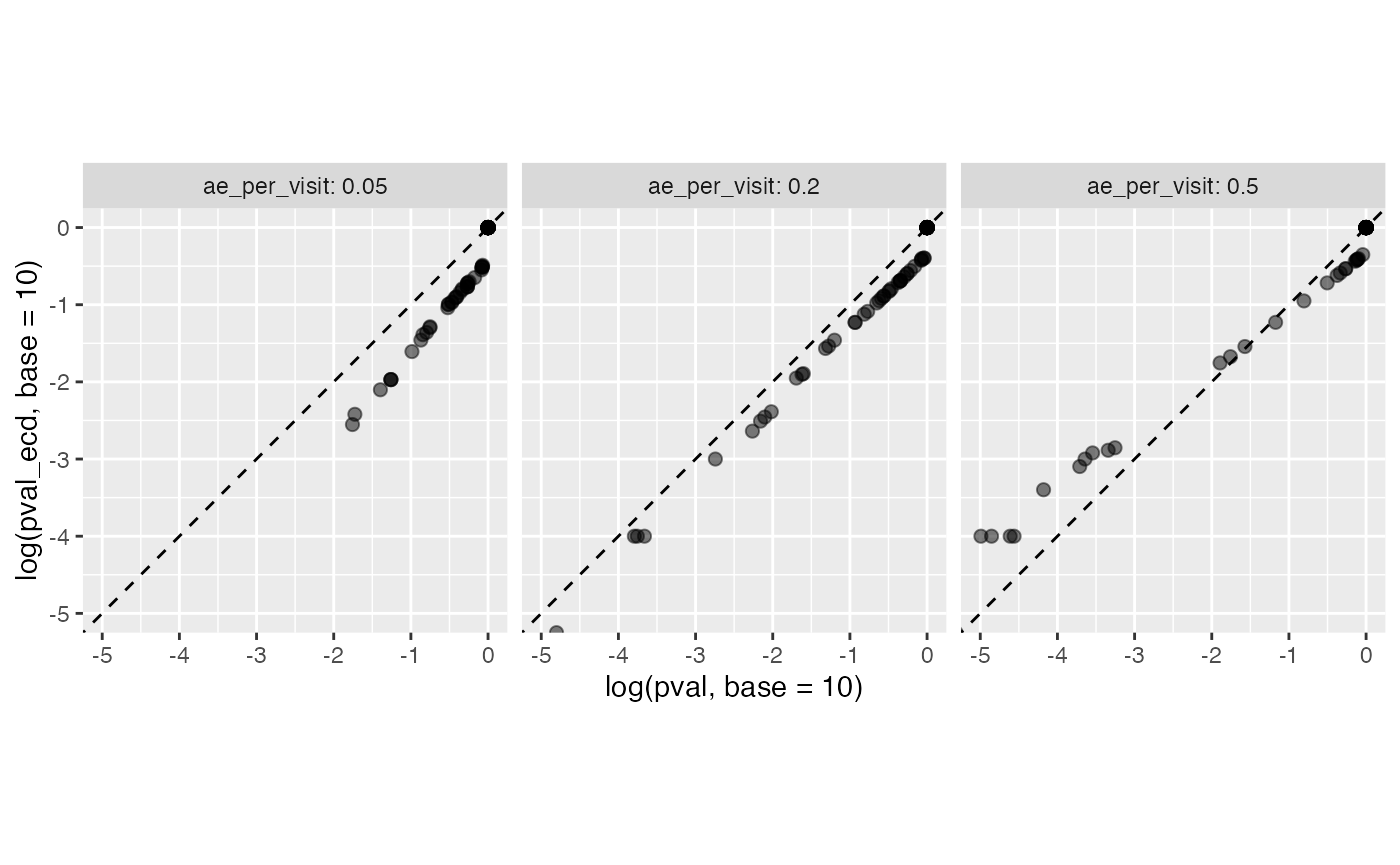 ae_per_visit: 0.05
ae_per_visit: 0.2
ae_per_visit: 0.5
log(pval_ecd, base = 10)
0
-1
-2
-3
-4
-5
-5 -4 -3 -2 -1 0
-5 -4 -3 -2 -1 0
-5 -4 -3 -2 -1 0
log(pval, base = 10)